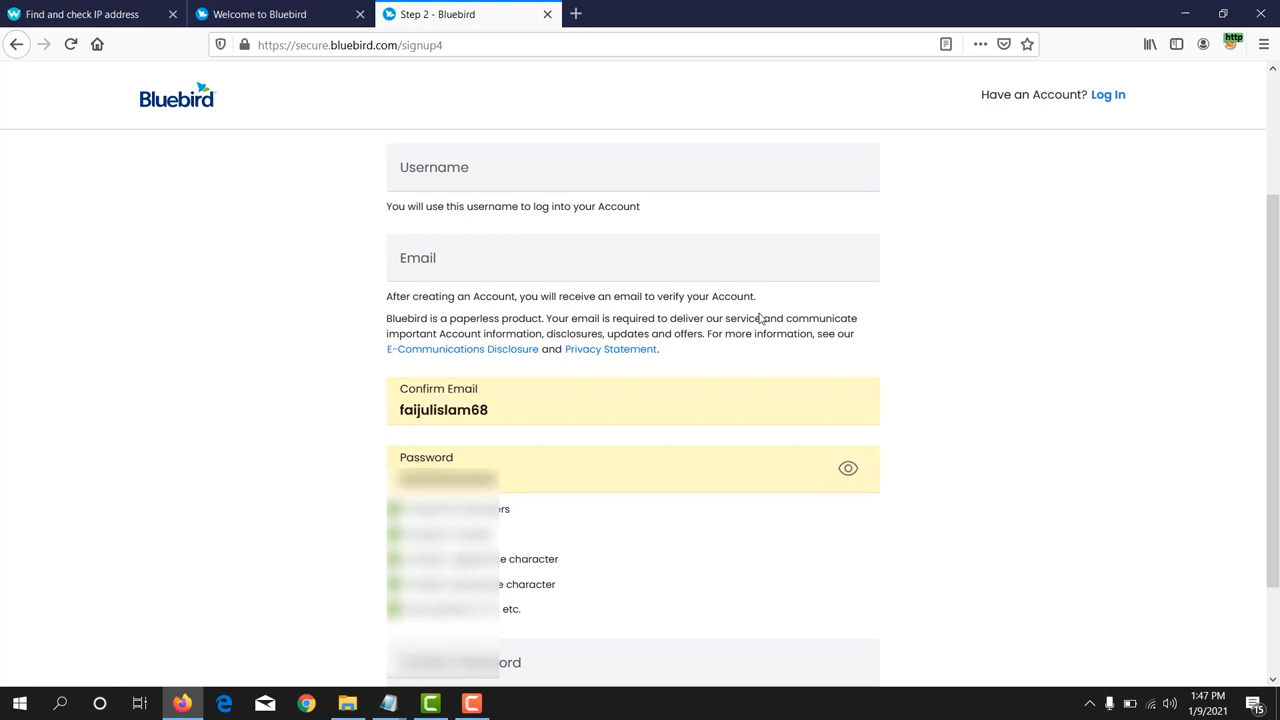 Find and check IP address
Welcome to Bluebird
Step 2 - Bluebird
https://secure.bluebird.com/signup4
http
Bluebird
Have an Account? Log In
Username
You will use this username to log into your Account
Email
After creating an Account, you will receive an email to verify your Account.
Bluebird is a paperless product. Your email is required to deliver our service and communicate
important Account information, disclosures, updates and offers. For more information, see our
E-Communications Disclosure and Privacy Statement.
Confirm Email
faijulislam68
Password
character
character
etc.
1:47 PM
1/9/2021
15